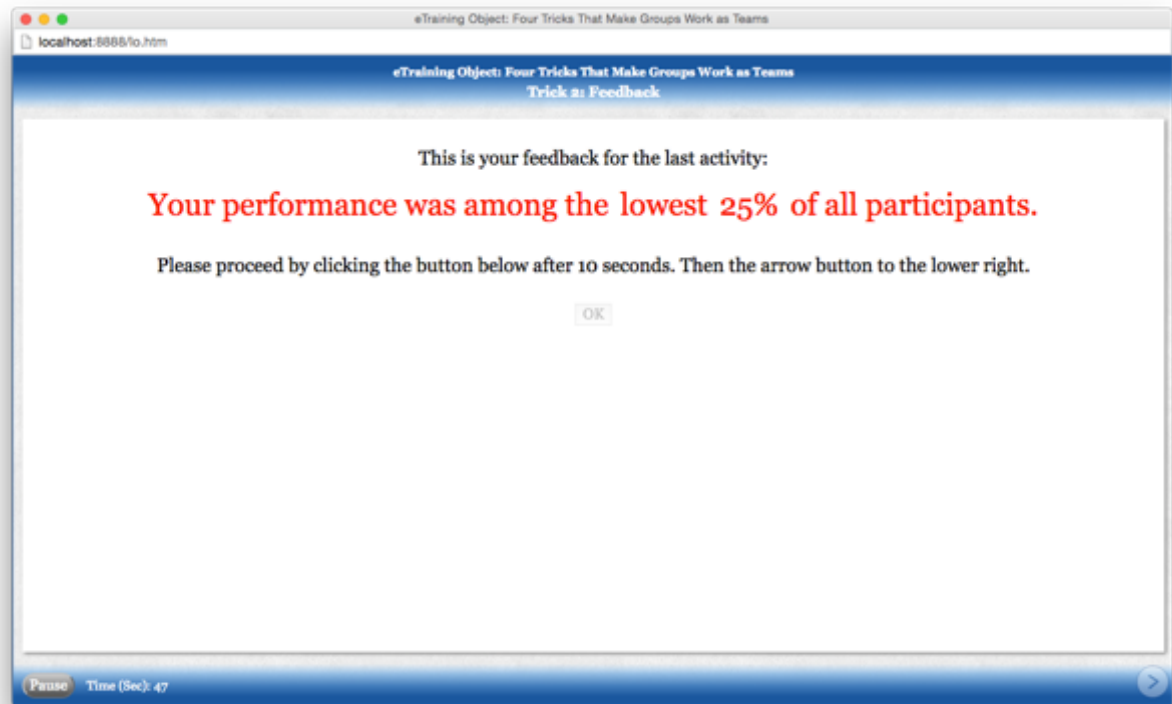 eTraining Object: Four Tricks That Make Groups Work as Teams
localhost:8888/lo.htm
eTraining Object: Four Tricks That Make Groups Work as Teams
Trick 2: Feedback
This is your feedback for the last activity:
Your performance was among the lowest 25% of all participants.
Please proceed by clicking the button below after 10 seconds. Then the arrow button to the lower right.
OK
Pause Time (Sec): 47